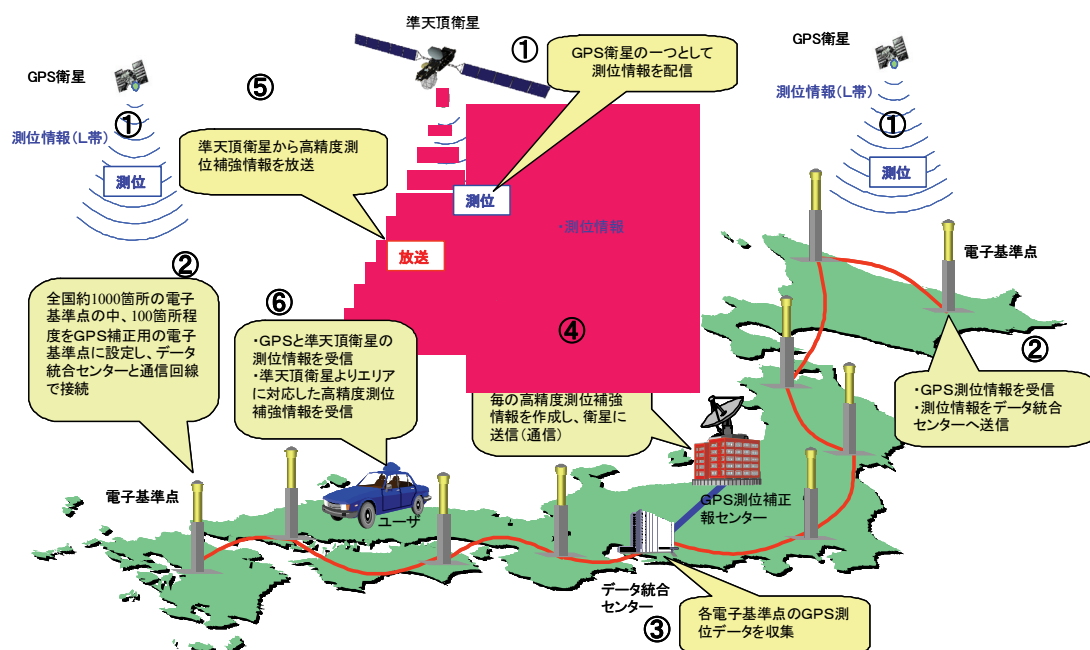 準天頂衛星
①
GPS衛星の一つとして
測位情報を配信
GPS衛星
①
測位情報(L帯)
測位
⑤
準天頂衛星から高精度測
位補強情報を放送
測位
・測位情報
放送
GPS衛星
測位情報(L帯)
①
測位
電子基準点
②
全国約1000箇所の電子
基準点の中、100箇所程
度をGPS補正用の電子
基準点に設定し、データ
統合センターと通信回線
で接続
⑥
・GPSと準天頂衛星の
測位情報を受信
・準天頂衛星よりエリア
に対応した高精度測位
補強情報を受信
④
毎の高精度測位補強
情報を作成し、衛星に
送信(通信)
②
・GPS測位情報を受信
・測位情報をデータ統合
センターへ送信
電子基準点
ユーザ
GPS測位補正
報センター
データ統合
センター
③
各電子基準点のGPS測
位データを収集